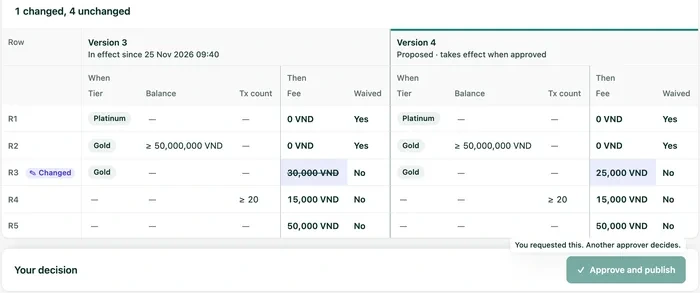 1 changed, 4 unchanged
Row Version 3 Version 4
In effect since 25 Nov 2026 09:40 Proposed · takes effect when approved
When Then When Then
Tier Balance Tx count Fee Waived Tier Balance Tx count Fee Waived
R1 Platinum — — 0 VND Yes Platinum — — 0 VND Yes
R2 Gold ≥ 50,000,000 VND — 0 VND Yes Gold ≥ 50,000,000 VND — 0 VND Yes
R3 ✎ Changed Gold — — 30,000 VND No Gold — — 25,000 VND No
R4 — — ≥ 20 15,000 VND No — — ≥ 20 15,000 VND No
R5 — — — 50,000 VND No — — — 50,000 VND No
You requested this. Another approver decides.
Your decision ✓ Approve and publish